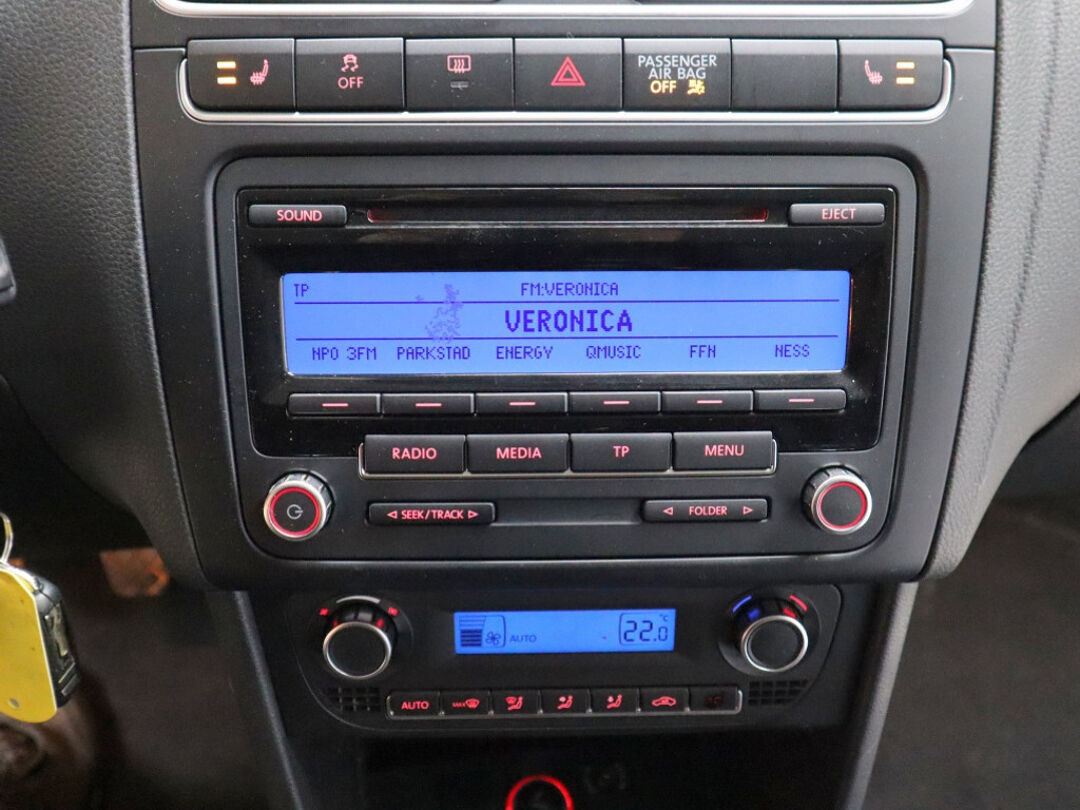 OFF
PASSENGER
AIR BAG
OFF
SOUND
EJECT
TP
FM:VERONICA
VERONICA
NPO 3FM PARKSTAD ENERGY QMUSIC FFN NESS
RADIO MEDIA TP MENU
SEEK/TRACK
FOLDER
AUTO
22.0
°C
AUTO
MAX